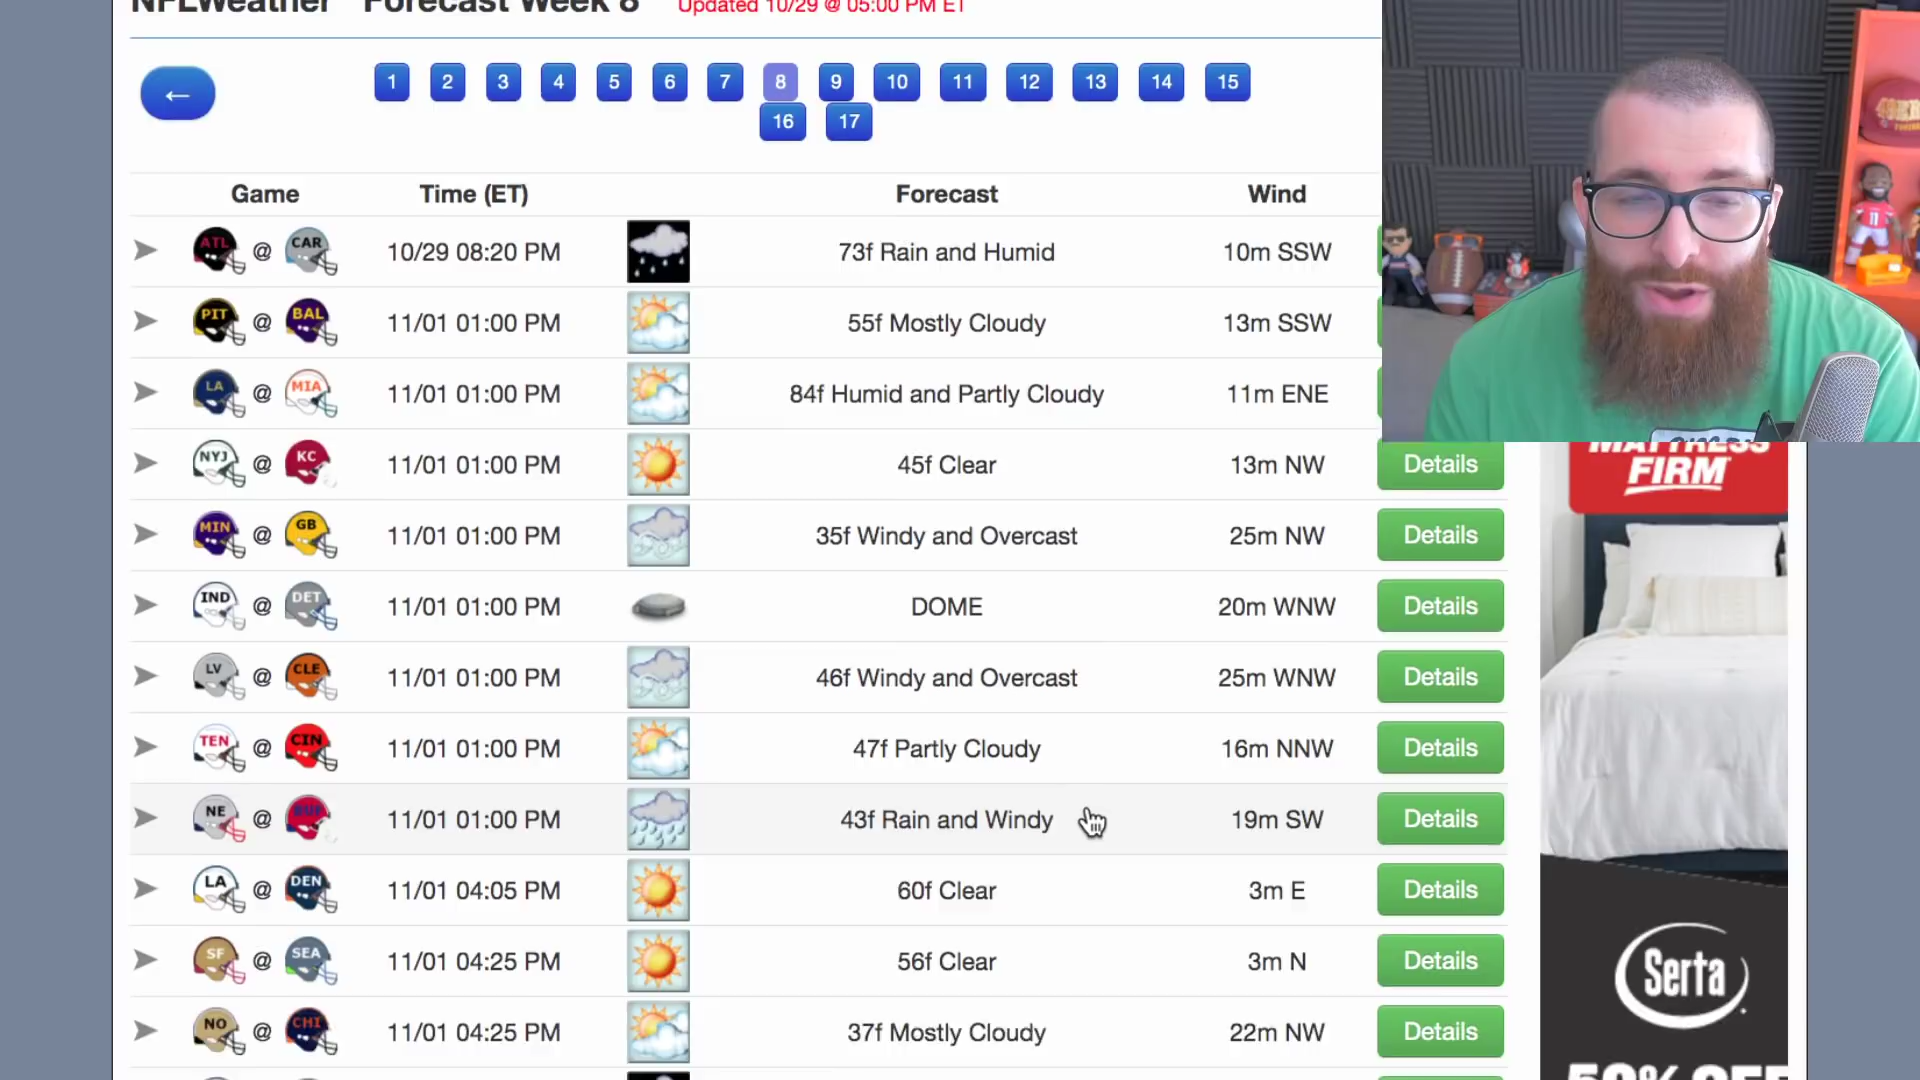 NFLWeather Forecast Week 8 Updated 10/29 @ 05:00 PM ET
← 1 2 3 4 5 6 7 8 9 10 11 12 13 14 15
16 17
Game Time (ET) Forecast Wind
ATL @ CAR 10/29 08:20 PM 73f Rain and Humid 10m SSW
PIT @ BAL 11/01 01:00 PM 55f Mostly Cloudy 13m SSW
LA @ MIA 11/01 01:00 PM 84f Humid and Partly Cloudy 11m ENE
NYJ @ KC 11/01 01:00 PM 45f Clear 13m NW Details
MIN @ GB 11/01 01:00 PM 35f Windy and Overcast 25m NW Details
IND @ DET 11/01 01:00 PM DOME 20m WNW Details
LV @ CLE 11/01 01:00 PM 46f Windy and Overcast 25m WNW Details
TEN @ CIN 11/01 01:00 PM 47f Partly Cloudy 16m NNW Details
NE @ BUF 11/01 01:00 PM 43f Rain and Windy 19m SW Details
LA @ DEN 11/01 04:05 PM 60f Clear 3m E Details
SF @ SEA 11/01 04:25 PM 56f Clear 3m N Details
NO @ CHI 11/01 04:25 PM 37f Mostly Cloudy 22m NW Details
MATTRESS
FIRM
Serta
50% OFF
49ERS
11